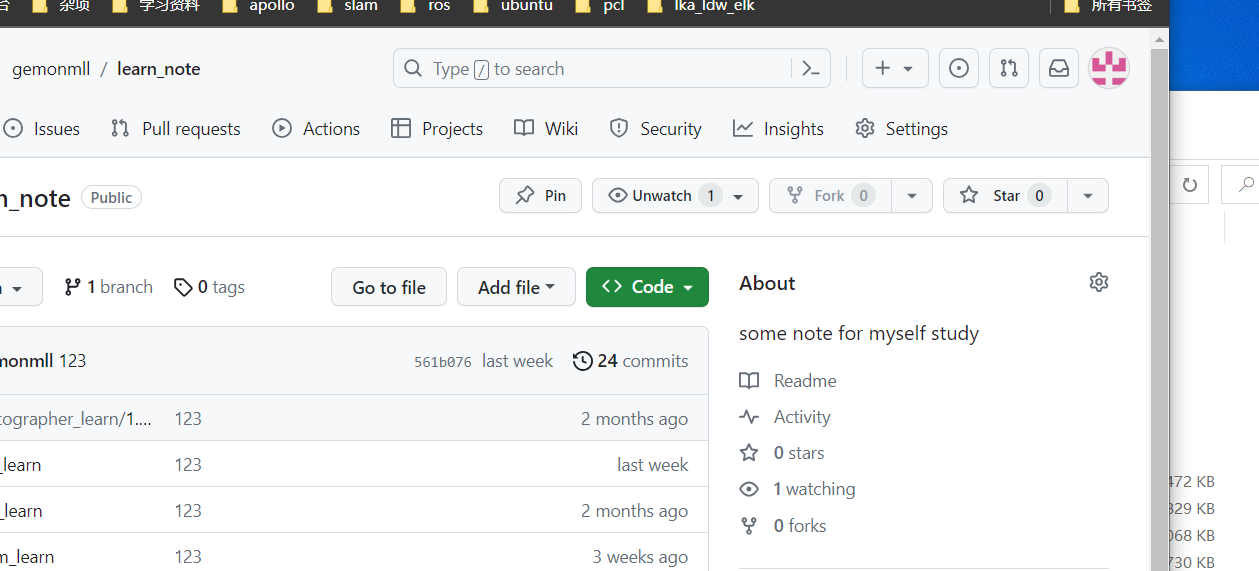 台 杂项 学习资料 apollo slam ros ubuntu pcl lka_ldw_elk 所有书签
gemonmll / learn_note Type / to search
Issues Pull requests Actions Projects Wiki Security Insights Settings
n_note Public Pin Unwatch 1 Fork 0 Star 0
1 branch 0 tags Go to file Add file Code
About
some note for myself study
monmll 123 561b076 last week 24 commits
Readme
tographer_learn/1.... 123 2 months ago
Activity
0 stars
_learn 123 last week
472 KB
1 watching
_learn 123 2 months ago
329 KB
0 forks
068 KB
m_learn 123 3 weeks ago
730 KB